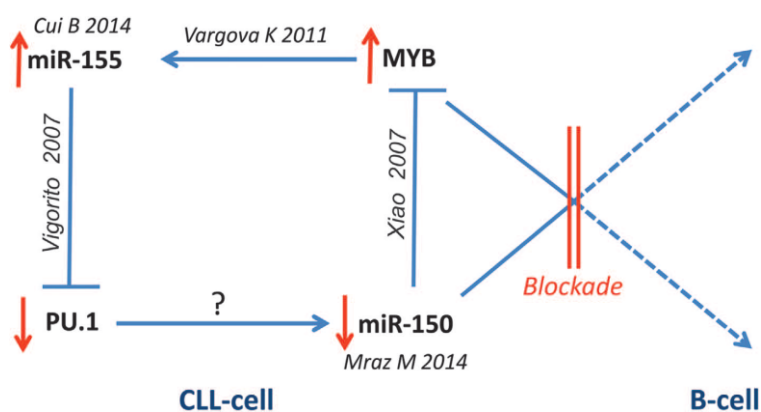 Cui B 2014
Vargova K 2011
miR-155
MYB
Vigorito 2007
Xiao 2007
Blockade
?
PU.1
miR-150
Mraz M 2014
CLL-cell
B-cell